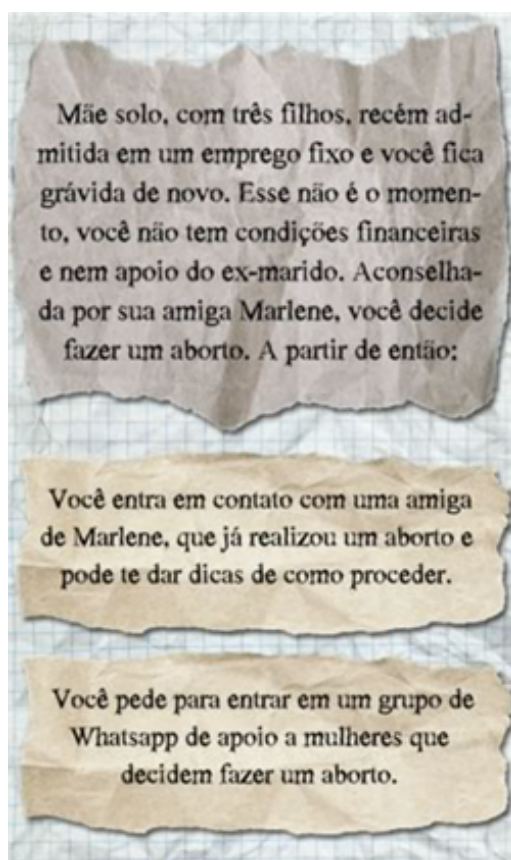 Mãe solo, com três filhos, recém ad-
mitida em um emprego fixo e você fica
grávida de novo. Esse não é o momen-
to, você não tem condições financeiras
e nem apoio do ex-marido. Aconselha-
da por sua amiga Marlene, você decide
fazer um aborto. A partir de então:
Você entra em contato com uma amiga
de Marlene, que já realizou um aborto e
pode te dar dicas de como proceder.
Você pede para entrar em um grupo de
Whatsapp de apoio a mulheres que
decidem fazer um aborto.